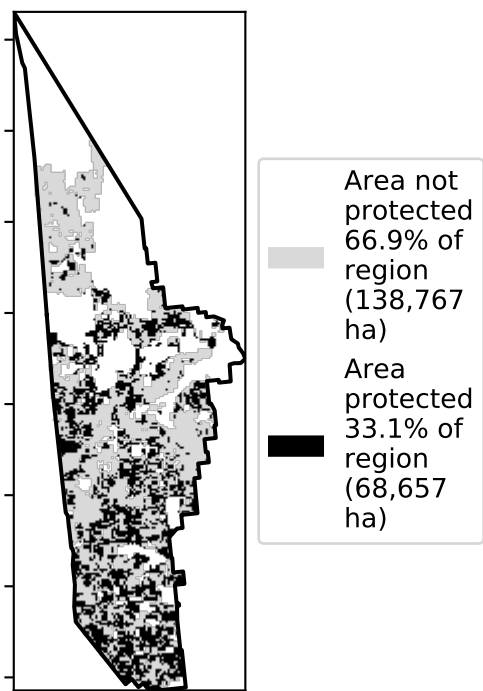 Area not
protected
66.9% of
region
(138,767
ha)
Area
protected
33.1% of
region
(68,657
ha)